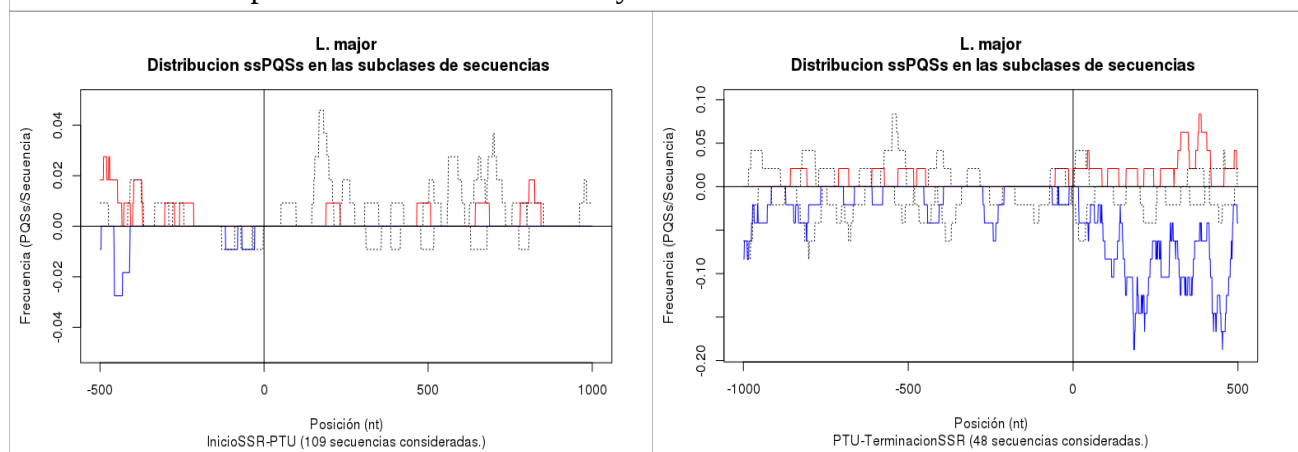 L. major
Distribucion ssPQSs en las subclases de secuencias
Frecuencia (PQSs/Secuencia)
0.04
0.02
0.00
-0.02
-0.04
-500
0
500
1000
Posición (nt)
InicioSSR-PTU (109 secuencias consideradas.)
L. major
Distribucion ssPQSs en las subclases de secuencias
Frecuencia (PQSs/Secuencia)
0.10
0.05
0.00
-0.10
-0.20
-1000
-500
0
500
Posición (nt)
PTU-TerminacionSSR (48 secuencias consideradas.)